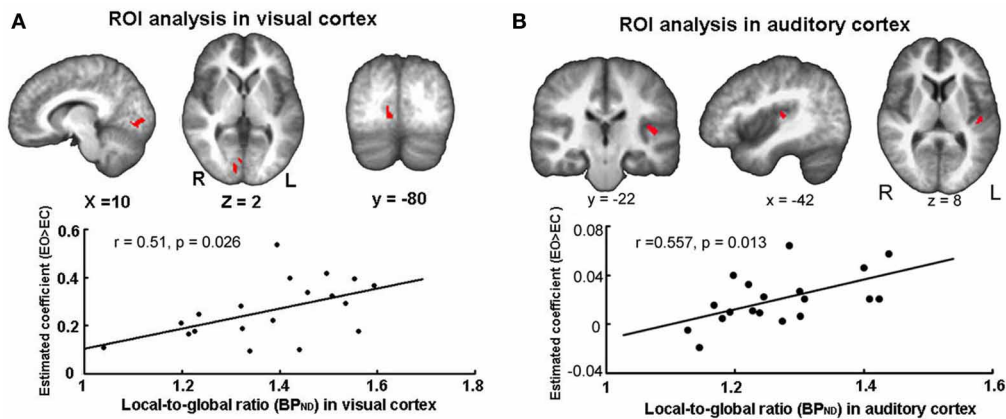 A
ROI analysis in visual cortex
R L
X =10 Z = 2 y = -80
Estimated coefficient (EO>EC)
0.6
0.4
0.2
0
r = 0.51, p = 0.026
1 1.2 1.4 1.6 1.8
Local-to-global ratio (BPND) in visual cortex
B
ROI analysis in auditory cortex
R L
y = -22 x = -42 z = 8
Estimated coefficient (EO>EC)
0.08
0.04
0
-0.04
r =0.557, p = 0.013
1 1.2 1.4 1.6
Local-to-global ratio (BPND) in auditory cortex